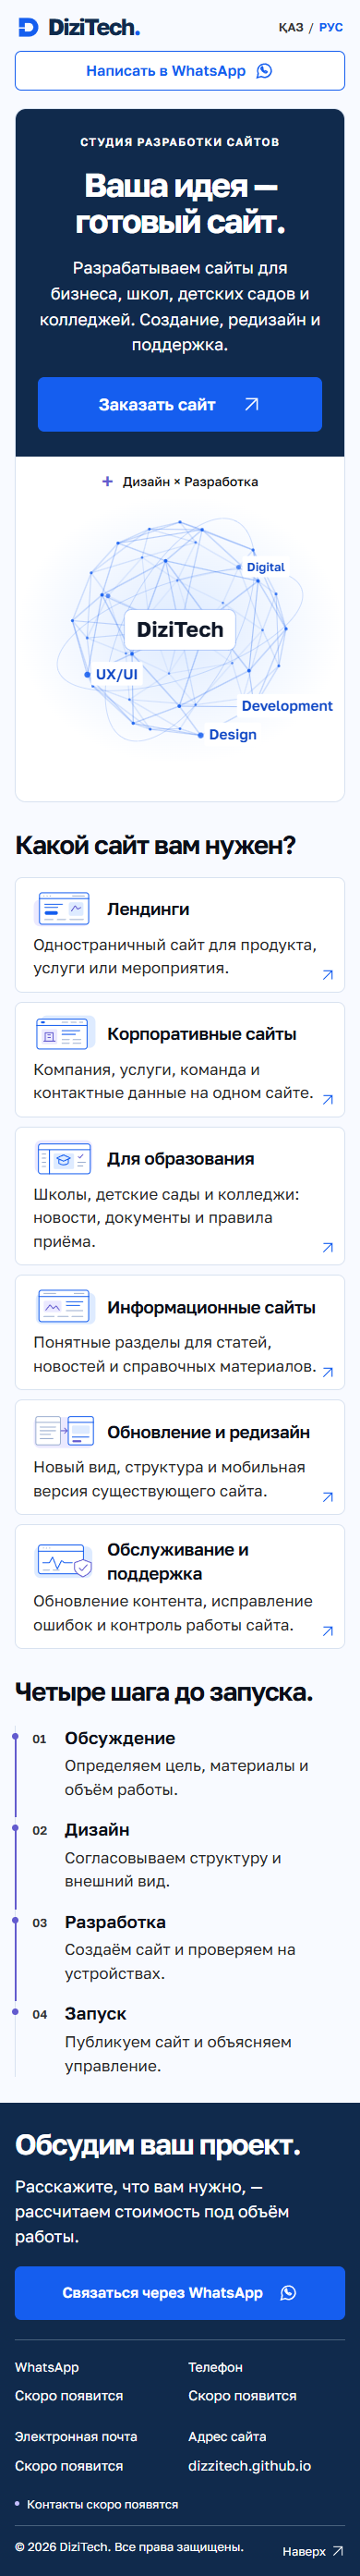 DiziTech.
ҚАЗ / РУС
Написать в WhatsApp
СТУДИЯ РАЗРАБОТКИ САЙТОВ
Ваша идея —
готовый сайт.
Разрабатываем сайты для
бизнеса, школ, детских садов и
колледжей. Создание, редизайн и
поддержка.
Заказать сайт
Дизайн × Разработка
Digital
DiziTech
UX/UI
Development
Design
Какой сайт вам нужен?
Лендинги
Одностраничный сайт для продукта,
услуги или мероприятия.
Корпоративные сайты
Компания, услуги, команда и
контактные данные на одном сайте.
Для образования
Школы, детские сады и колледжи:
новости, документы и правила
приёма.
Информационные сайты
Понятные разделы для статей,
новостей и справочных материалов.
Обновление и редизайн
Новый вид, структура и мобильная
версия существующего сайта.
Обслуживание и
поддержка
Обновление контента, исправление
ошибок и контроль работы сайта.
Четыре шага до запуска.
01 Обсуждение
Определяем цель, материалы и
объём работы.
02 Дизайн
Согласовываем структуру и
внешний вид.
03 Разработка
Создаём сайт и проверяем на
устройствах.
04 Запуск
Публикуем сайт и объясняем
управление.
Обсудим ваш проект.
Расскажите, что вам нужно, —
рассчитаем стоимость под объём
работы.
Связаться через WhatsApp
WhatsApp Телефон
Скоро появится Скоро появится
Электронная почта Адрес сайта
Скоро появится dizzitech.github.io
Контакты скоро появятся
© 2026 DiziTech. Все права защищены. Наверх